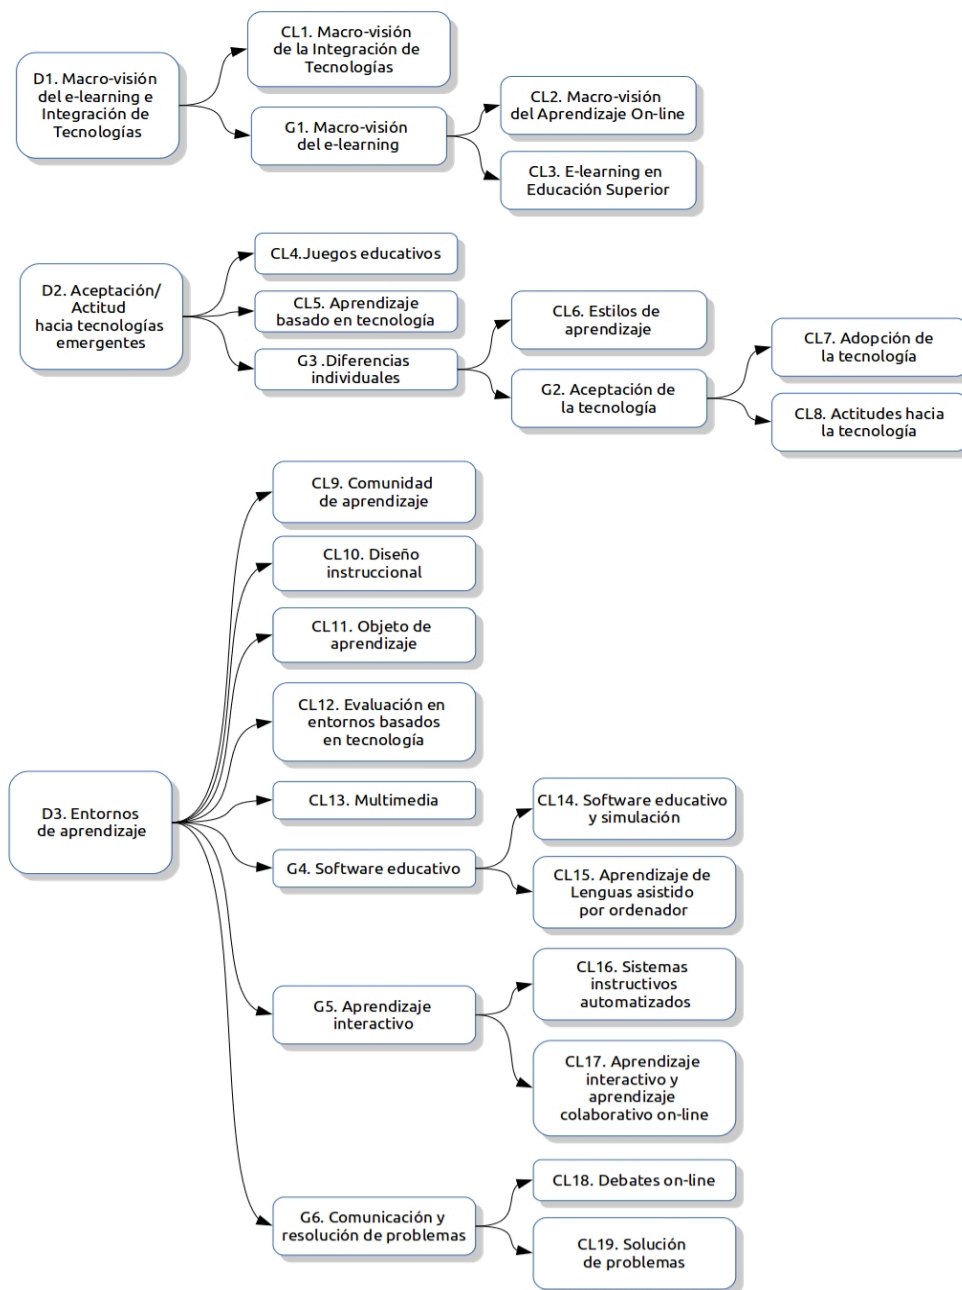 D1. Macro-visión
del e-learning e
Integración de
Tecnologías
CL1. Macro-visión
de la Integración de
Tecnologías
G1. Macro-visión
del e-learning
CL2. Macro-visión
del Aprendizaje On-line
CL3. E-learning en
Educación Superior
D2. Aceptación/
Actitud
hacia tecnologías
emergentes
CL4.Juegos educativos
CL5. Aprendizaje
basado en tecnología
G3 .Diferencias
individuales
CL6. Estilos de
aprendizaje
G2. Aceptación de
la tecnología
CL7. Adopción de
la tecnología
CL8. Actitudes hacia
la tecnología
D3. Entornos
de aprendizaje
CL9. Comunidad
de aprendizaje
CL10. Diseño
instruccional
CL11. Objeto de
aprendizaje
CL12. Evaluación en
entornos basados
en tecnología
CL13. Multimedia
G4. Software educativo
CL14. Software educativo
y simulación
CL15. Aprendizaje de
Lenguas asistido
por ordenador
G5. Aprendizaje
interactivo
CL16. Sistemas
instructivos
automatizados
CL17. Aprendizaje
interactivo y
aprendizaje
colaborativo on-line
G6. Comunicación y
resolución de problemas
CL18. Debates on-line
CL19. Solución
de problemas